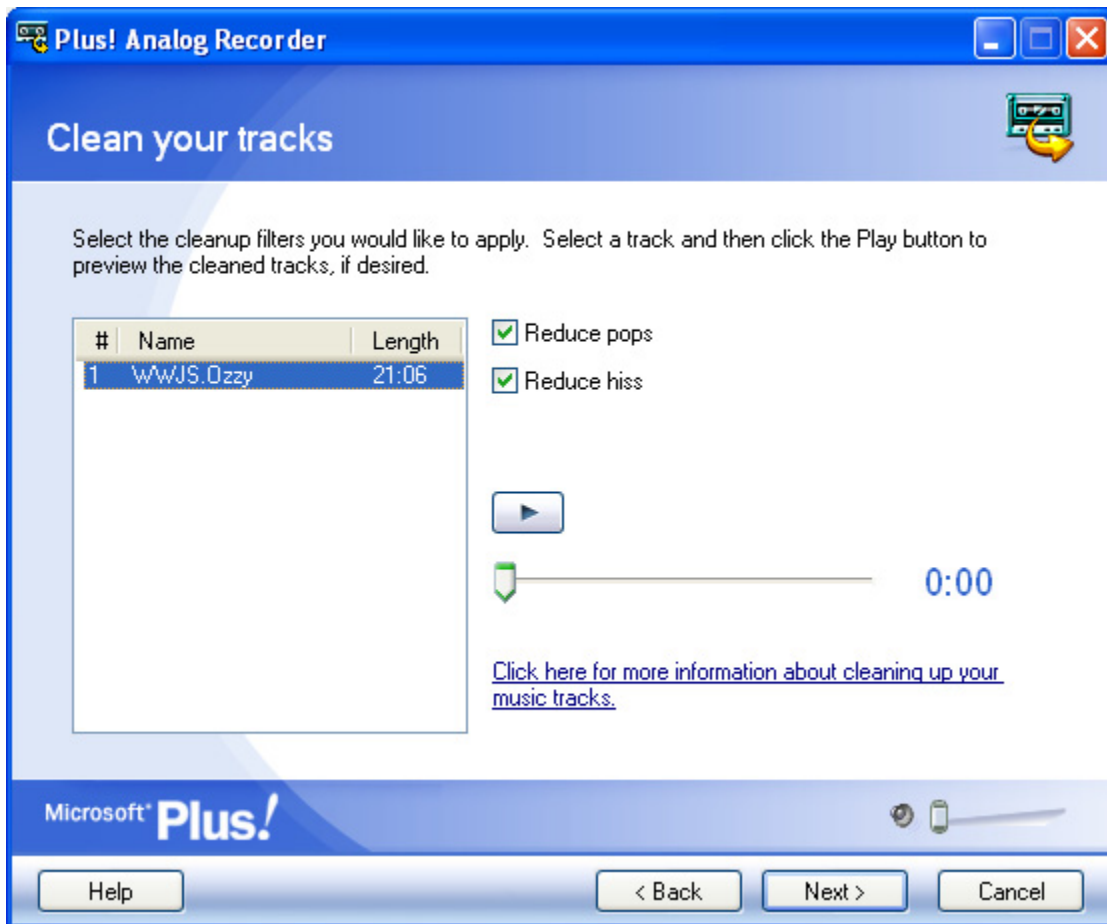 Plus! Analog Recorder
Clean your tracks
Select the cleanup filters you would like to apply.  Select a track and then click the Play button to
preview the cleaned tracks, if desired.
# Name Length
1 WWJS.Ozzy 21:06
Reduce pops
Reduce hiss
0:00
Click here for more information about cleaning up your
music tracks.
Microsoft® Plus!
Help < Back Next > Cancel